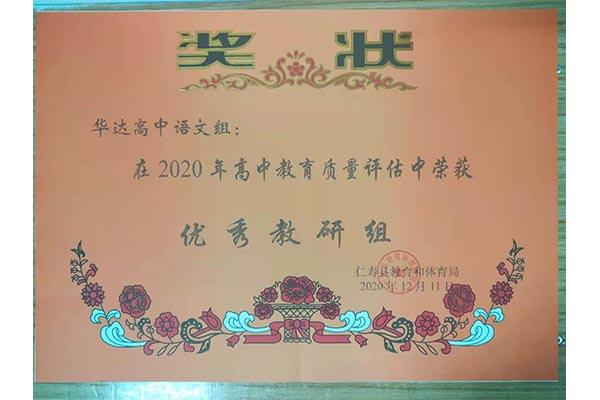 奖状
华达高中语文组：
在2020年高中教育质量评估中荣获
优秀教研组
仁寿县教育和体育局
2020年12月11日